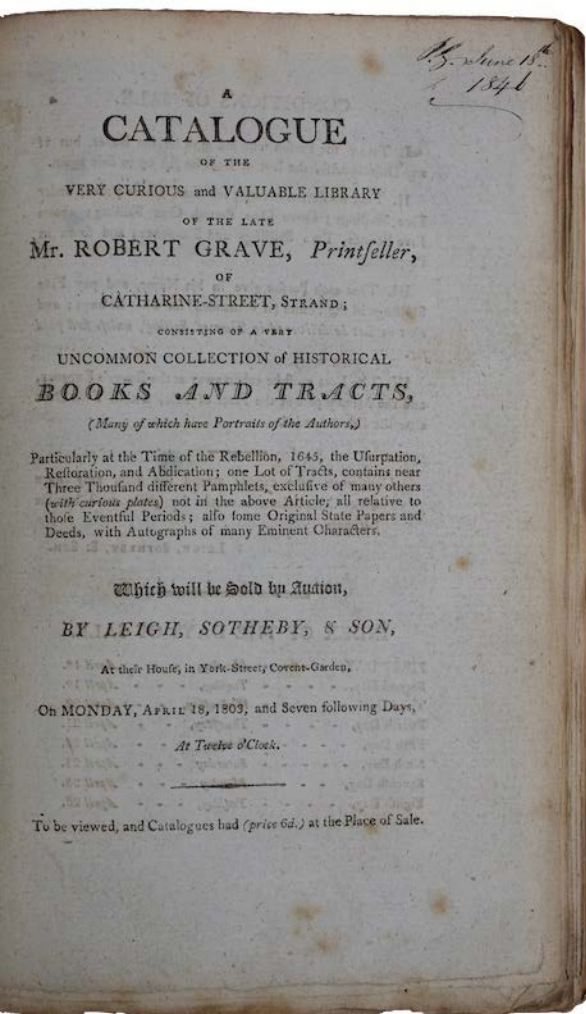 June 18th
1846
A
CATALOGUE
OF THE
VERY CURIOUS and VALUABLE LIBRARY
OF THE LATE
Mr. ROBERT GRAVE, Printſeller,
OF
CATHARINE-STREET, STRAND;
CONSISTING OF A VERY
UNCOMMON COLLECTION of HISTORICAL
BOOKS AND TRACTS,
(Many of which have Portraits of the Authors,)
Particularly at the Time of the Rebellion, 1645, the Uſurpation,
Reſtoration, and Abdication; one Lot of Tracts, contains near
Three Thouſand different Pamphlets, excluſive of many others
(with curious plates) not in the above Article, all relative to
thoſe Eventful Periods; alſo ſome Original State Papers and
Deeds, with Autographs of many Eminent Characters.
Which will be Sold by Auction,
BY LEIGH, SOTHEBY, & SON,
At their Houſe, in York-Street, Covent-Garden,
On MONDAY, APRIL 18, 1803, and Seven following Days,
At Twelve o'Clock.
To be viewed, and Catalogues had (price 6d.) at the Place of Sale.